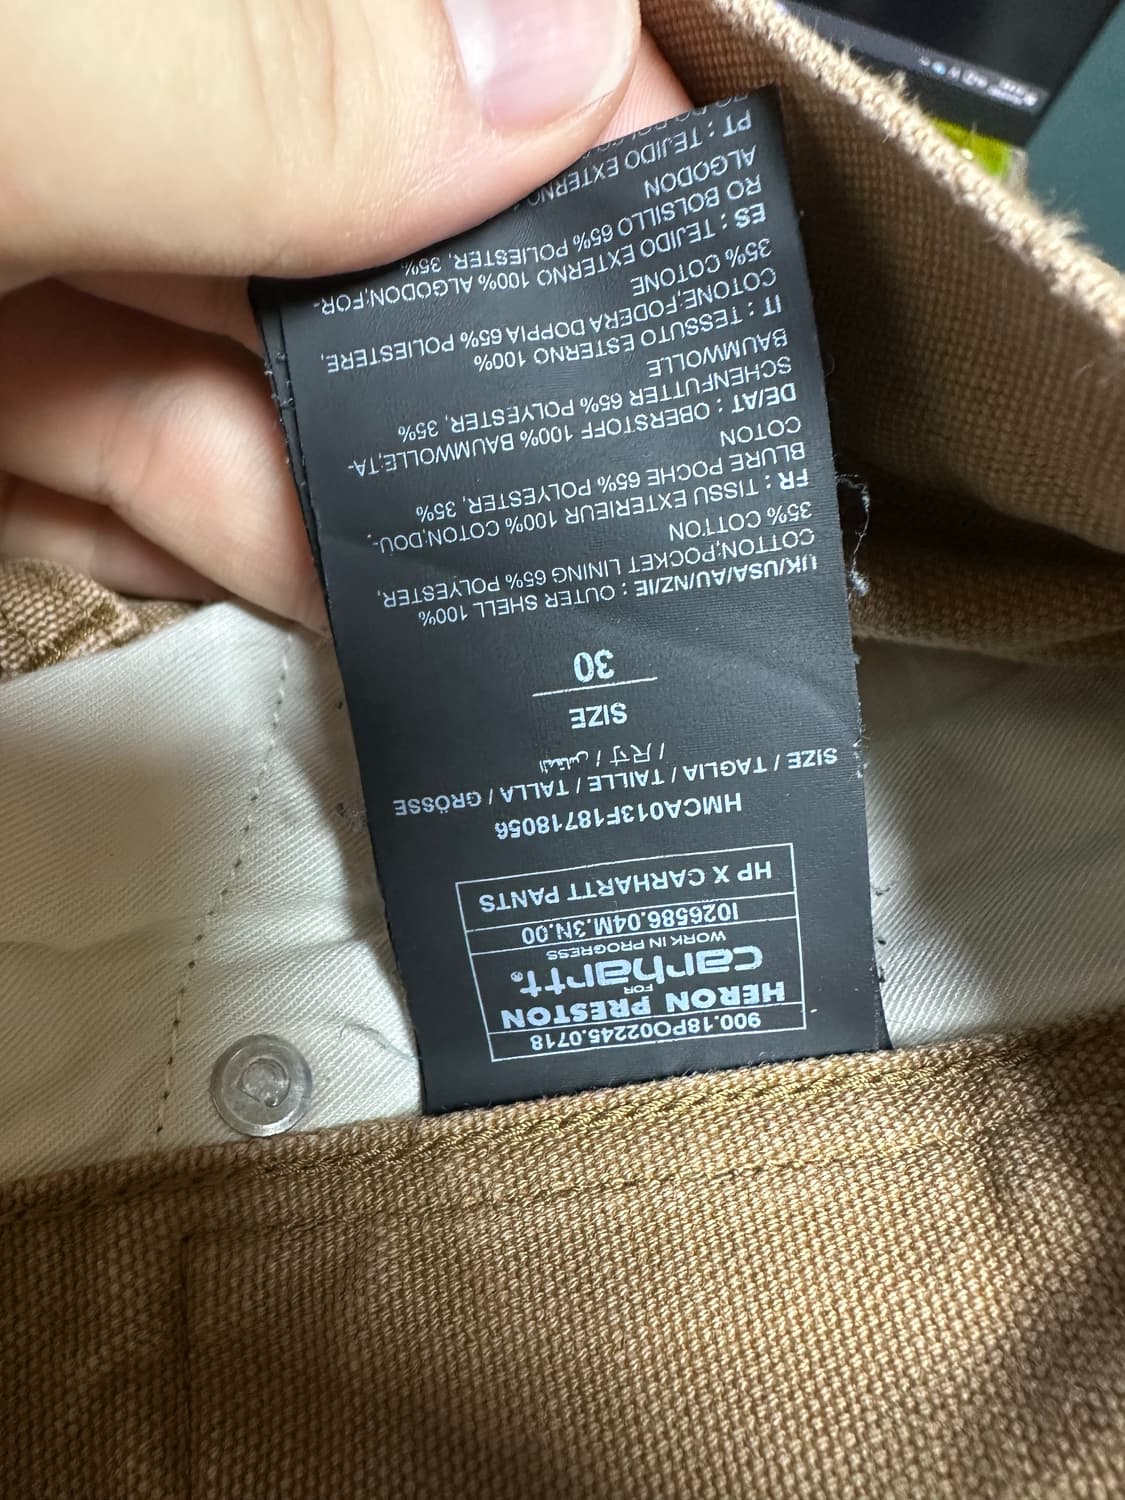 900.18PO02245.0718
HERON PRESTON
FOR
carhartt®
WORK IN PROGRESS
I026586.04M.3N.00
HP X CARHARTT PANTS
HMCA013F18718056
SIZE / TAGLIA / TAILLE / TALLA / GRÖSSE
/ 尺寸 /
SIZE
30
UK/USA/AU/NZ/IE : OUTER SHELL 100%
COTTON,POCKET LINING 65% POLYESTER,
35% COTTON
FR : TISSU EXTERIEUR 100% COTON,DOU-
BLURE POCHE 65% POLYESTER, 35%
COTON
DE/AT : OBERSTOFF 100% BAUMWOLLE;TA-
SCHENFUTTER 65% POLYESTER, 35%
BAUMWOLLE
IT : TESSUTO ESTERNO 100%
COTONE,FODERA DOPPIA 65% POLIESTERE,
35% COTONE
ES : TEJIDO EXTERNO 100% ALGODON,FOR-
RO BOLSILLO 65% POLIESTER, 35%
ALGODON
PT : TEJIDO EXTERNO